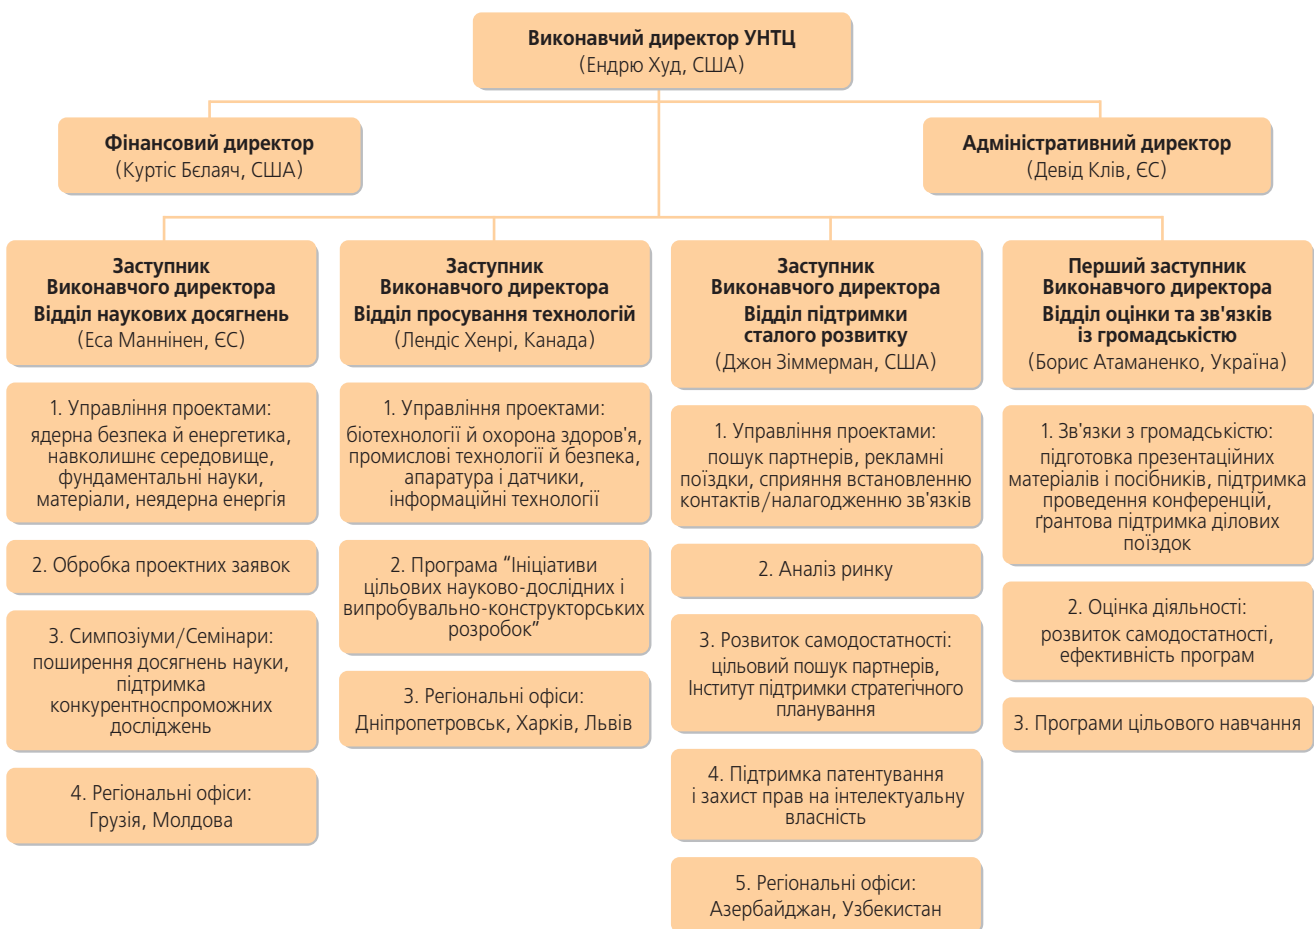 Виконавчий директор УНТЦ
(Ендрю Худ, США)
Фінансовий директор
(Куртіс Бєлаяч, США)
Адміністративний директор
(Девід Клів, ЄС)
Заступник
Виконавчого директора
Відділ наукових досягнень
(Еса Маннінен, ЄС)
1. Управління проектами:
ядерна безпека й енергетика,
навколишнє середовище,
фундаментальні науки,
матеріали, неядерна енергія
2. Обробка проектних заявок
3. Симпозіуми/Семінари:
поширення досягнень науки,
підтримка
конкурентноспроможних
досліджень
4. Регіональні офіси:
Грузія, Молдова
Заступник
Виконавчого директора
Відділ просування технологій
(Лендіс Хенрі, Канада)
1. Управління проектами:
біотехнології й охорона здоров'я,
промислові технології й безпека,
апаратура і датчики,
інформаційні технології
2. Програма "Ініціативи
цільових науково-дослідних і
випробувально-конструкторських
розробок"
3. Регіональні офіси:
Дніпропетровськ, Харків, Львів
Заступник
Виконавчого директора
Відділ підтримки
сталого розвитку
(Джон Зіммерман, США)
1. Управління проектами:
пошук партнерів, рекламні
поїздки, сприяння встановленню
контактів/налагодженню зв'язків
2. Аналіз ринку
3. Розвиток самодостатності:
цільовий пошук партнерів,
Інститут підтримки стратегічного
планування
4. Підтримка патентування
і захист прав на інтелектуальну
власність
5. Регіональні офіси:
Азербайджан, Узбекистан
Перший заступник
Виконавчого директора
Відділ оцінки та зв'язків
із громадськістю
(Борис Атаманенко, Україна)
1. Зв'язки з громадськістю:
підготовка презентаційних
матеріалів і посібників, підтримка
проведення конференцій,
ґрантова підтримка ділових
поїздок
2. Оцінка діяльності:
розвиток самодостатності,
ефективність програм
3. Програми цільового навчання